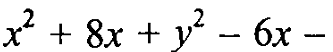 x² + 8x + y² − 6x −